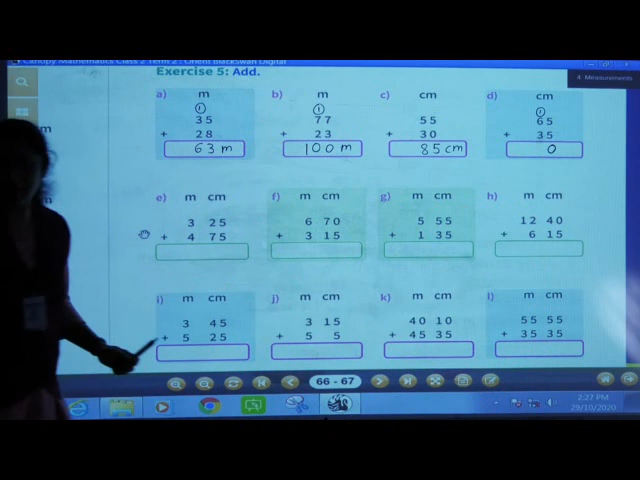 Canopy Mathematics Class 2 Term 2 : Orient BlackSwan Digital
4. Measurements
Exercise 5: Add.
a) m
1
35
+ 28
63 m
b) m
1
77
+ 23
100 m
c) cm
55
+ 30
85 cm
d) cm
1
65
+ 35
0
e) m cm
3 25
+ 4 75
f) m cm
6 70
+ 3 15
g) m cm
5 55
+ 1 35
h) m cm
12 40
+ 6 15
i) m cm
3 45
+ 5 25
j) m cm
3 15
+ 5 5
k) m cm
40 10
+ 45 35
l) m cm
55 55
+ 35 35
m
m
66 - 67
2:27 PM
29/10/2020